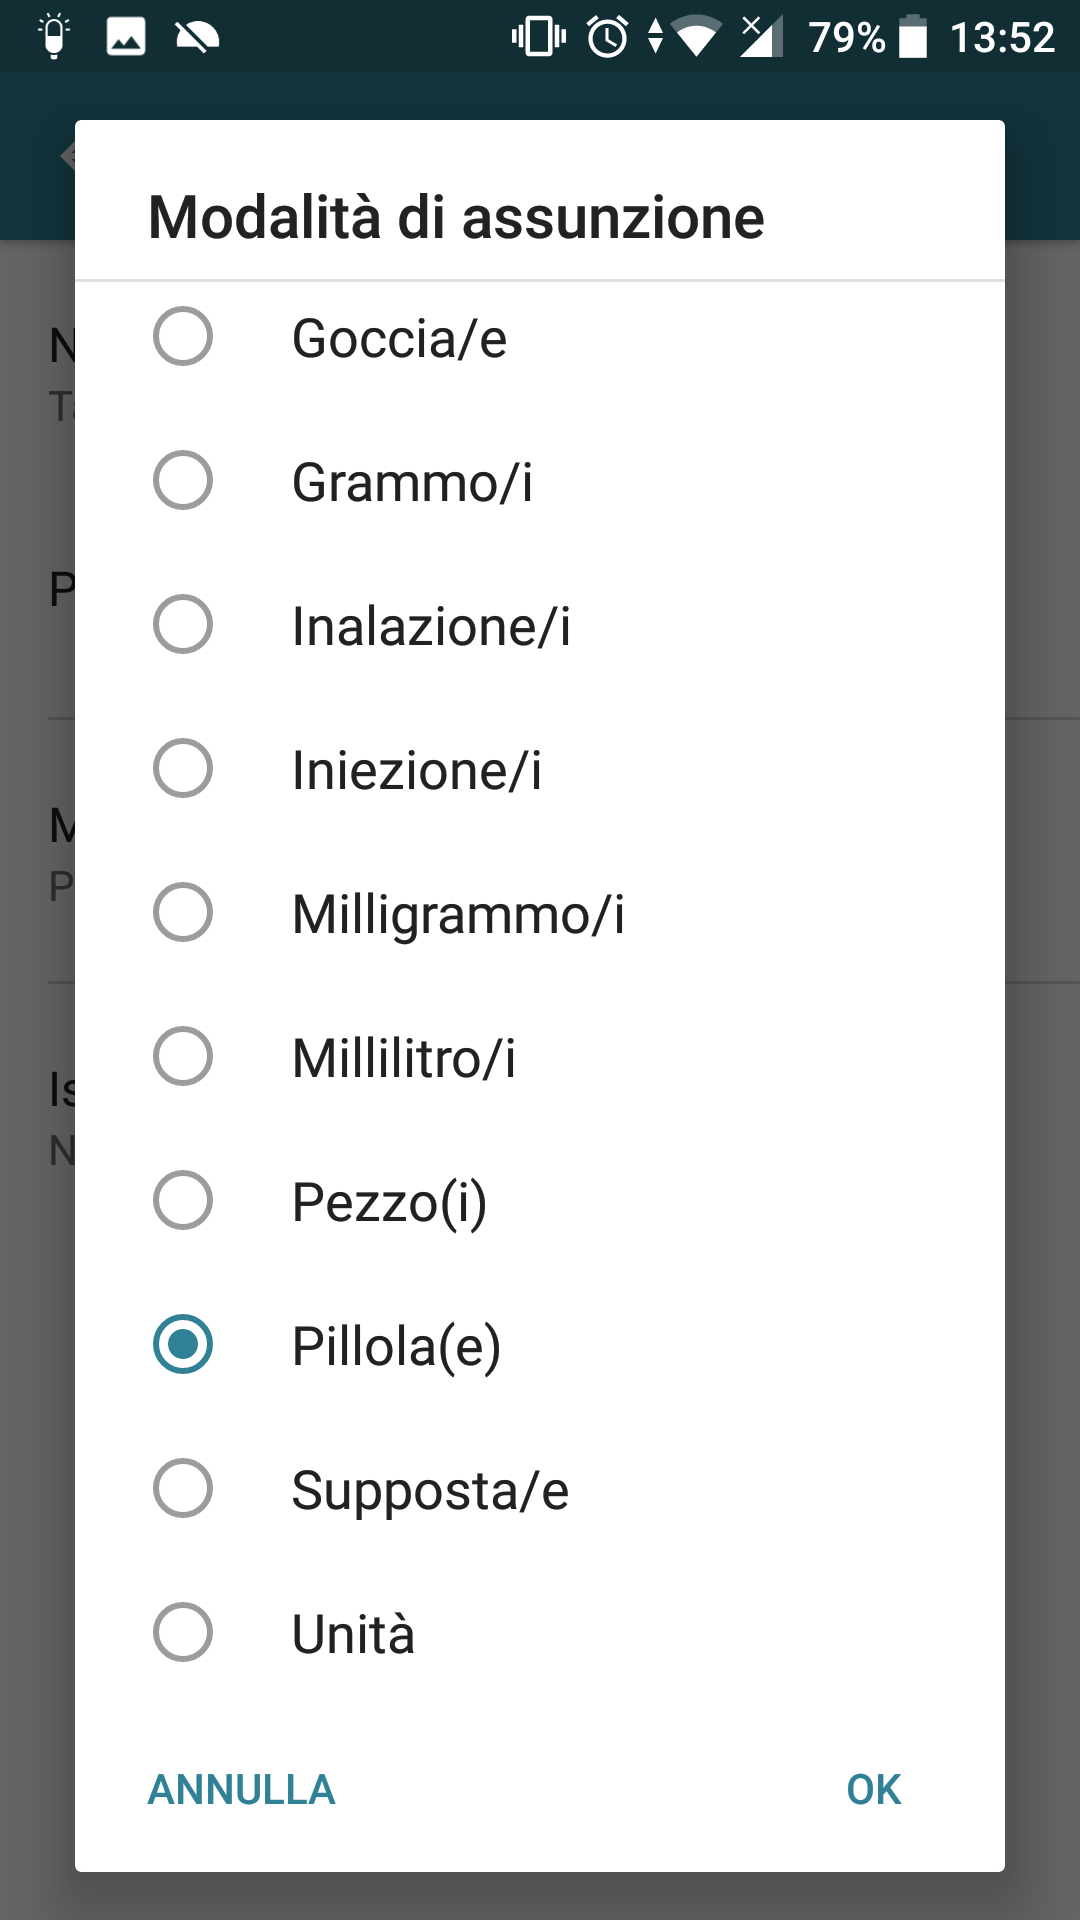 79% 13:52
Modalità di assunzione
Goccia/e
Grammo/i
Inalazione/i
Iniezione/i
Milligrammo/i
Millilitro/i
Pezzo(i)
Pillola(e)
Supposta/e
Unità
ANNULLA OK